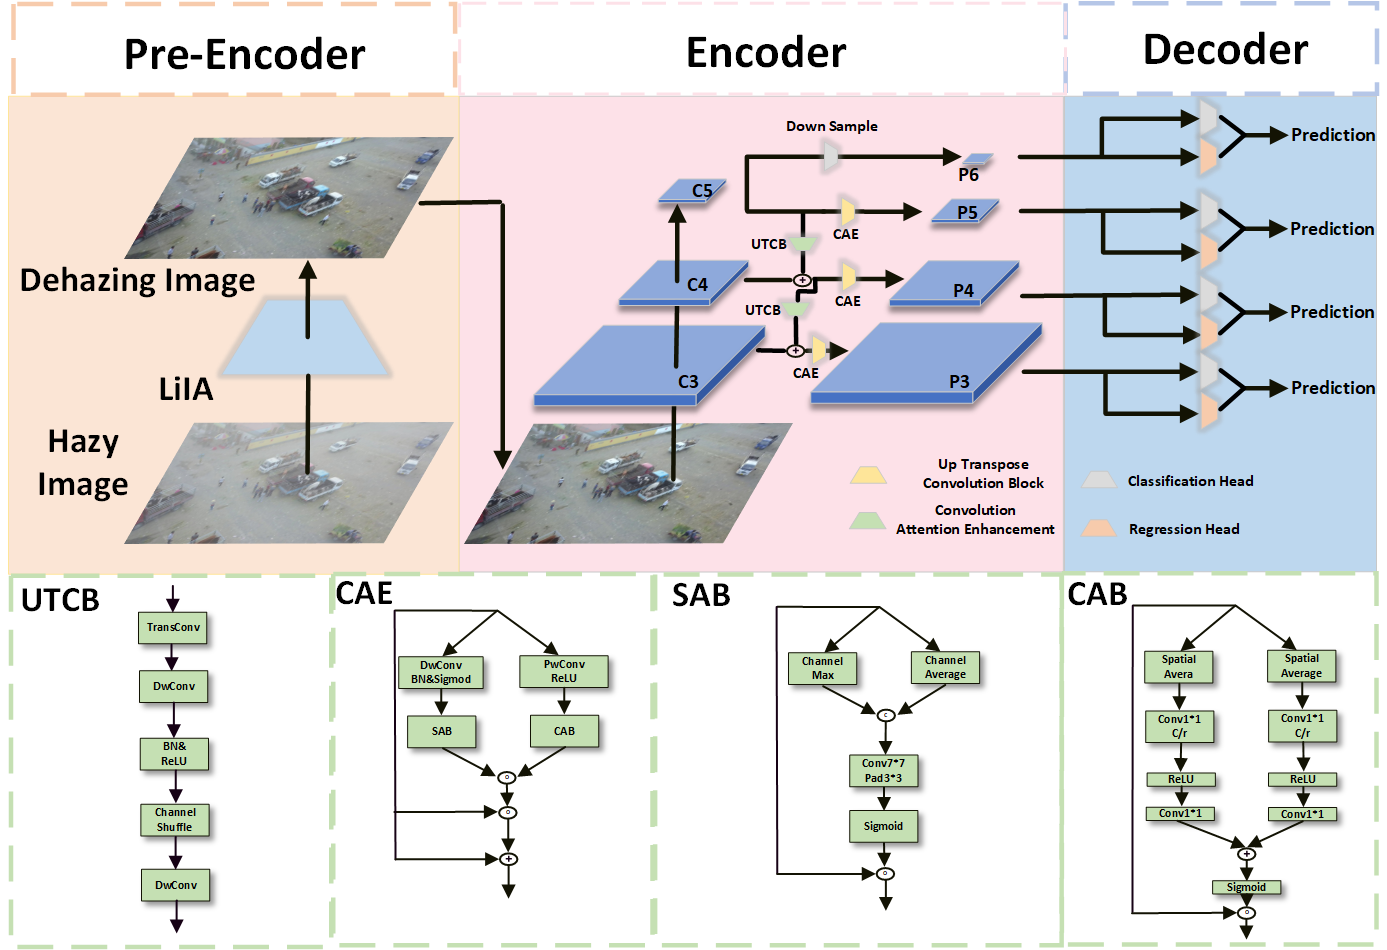 Pre-Encoder
Encoder
Decoder
Dehazing Image
LiIA
Hazy
Image
Down Sample
C5
C4
C3
UTCB
UTCB
CAE
CAE
CAE
P6
P5
P4
P3
Up Transpose
Convolution Block
Convolution
Attention Enhancement
Prediction
Prediction
Prediction
Prediction
Classification Head
Regression Head
UTCB
TransConv
DwConv
BN&
ReLU
Channel
Shuffle
DwConv
CAE
DwConv
BN&Sigmod
PwConv
ReLU
SAB
CAB
SAB
Channel
Max
Channel
Average
c
Conv7*7
Pad3*3
Sigmoid
CAB
Spatial
Avera
Spatial
Average
Conv1*1
C/r
Conv1*1
C/r
ReLU
ReLU
Conv1*1
Conv1*1
Sigmoid